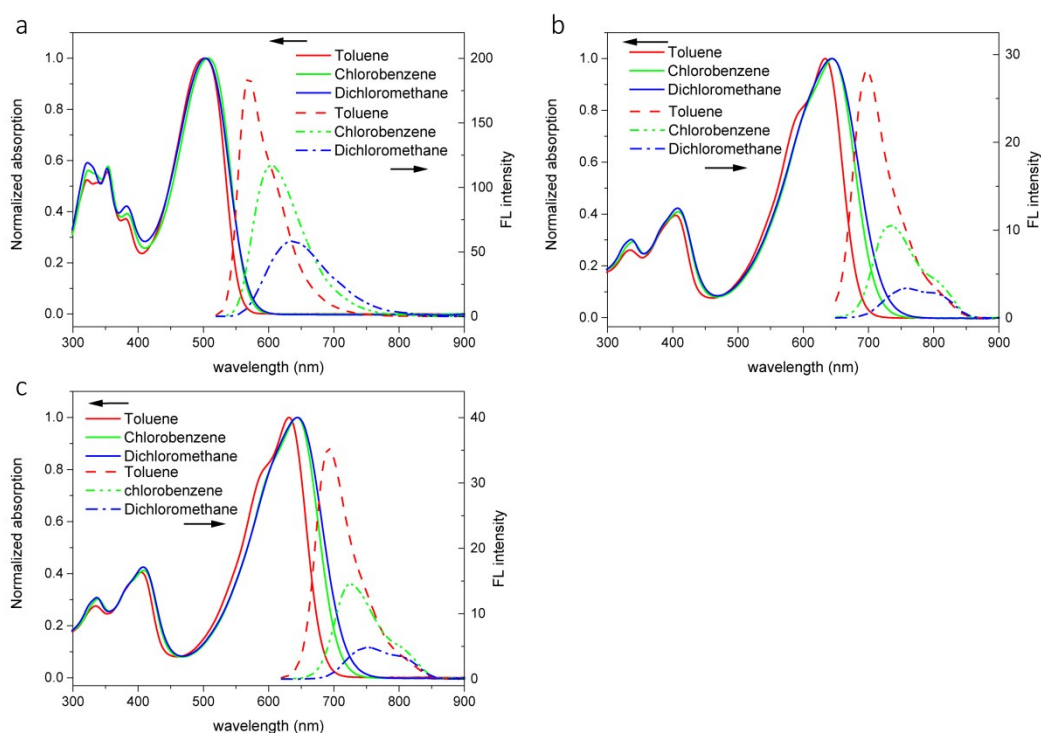 a
Normalized absorption
1.0
0.8
0.6
0.4
0.2
0.0
Toluene
Chlorobenzene
Dichloromethane
Toluene
Chlorobenzene
Dichloromethane
200
150
100
50
0
FL intensity
300 400 500 600 700 800 900
wavelength (nm)
b
Normalized absorption
1.0
0.8
0.6
0.4
0.2
0.0
Toluene
Chlorobenzene
Dichloromethane
Toluene
Chlorobenzene
Dichloromethane
30
20
10
0
FL intensity
300 400 500 600 700 800 900
wavelength (nm)
c
Normalized absorption
1.0
0.8
0.6
0.4
0.2
0.0
Toluene
Chlorobenzene
Dichloromethane
Toluene
chlorobenzene
Dichloromethane
40
30
20
10
0
FL intensity
300 400 500 600 700 800 900
wavelength (nm)